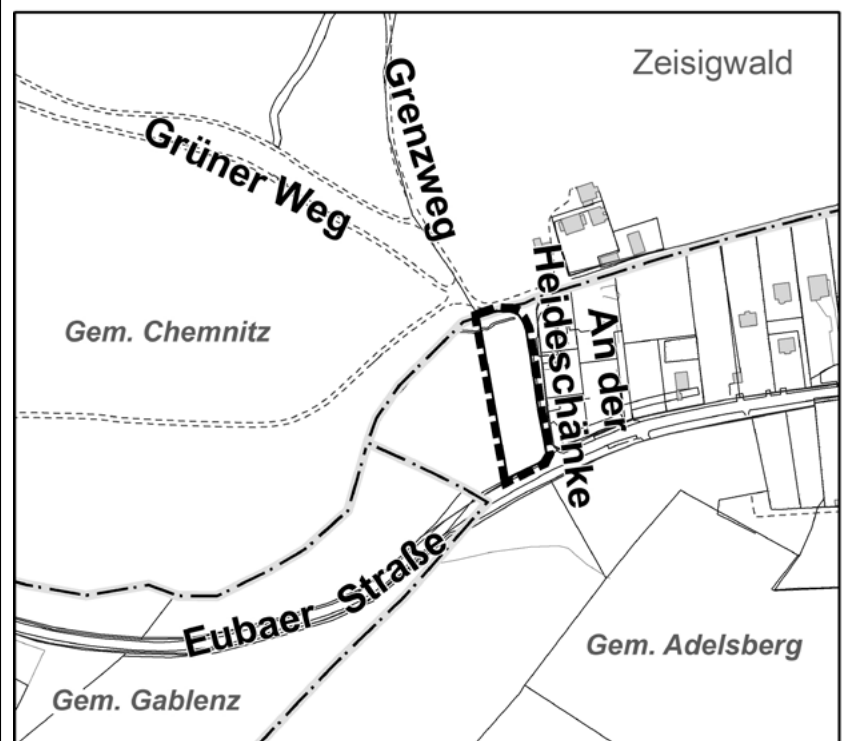 Zeisigwald
Grenzweg
Grüner Weg
An der
Heideschänke
Gem. Chemnitz
Eubaer Straße
Gem. Adelsberg
Gem. Gablenz